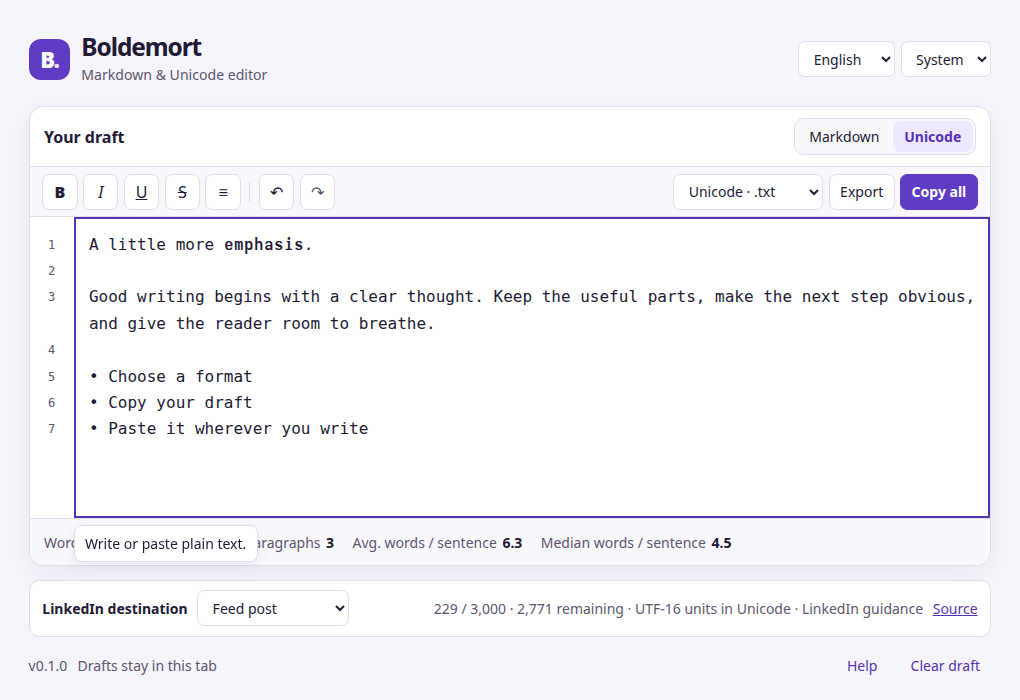 B.
Boldemort
Markdown & Unicode editor
English
System
Your draft
Markdown
Unicode
B I U S ≡ ↶ ↷
Unicode · .txt
Export
Copy all
1 A little more emphasis.
2
3 Good writing begins with a clear thought. Keep the useful parts, make the next step obvious,
and give the reader room to breathe.
4
5 • Choose a format
6 • Copy your draft
7 • Paste it wherever you write
Write or paste plain text.
3 Avg. words / sentence 6.3 Median words / sentence 4.5
LinkedIn destination
Feed post
229 / 3,000 · 2,771 remaining · UTF-16 units in Unicode · LinkedIn guidance Source
v0.1.0 Drafts stay in this tab
Help
Clear draft